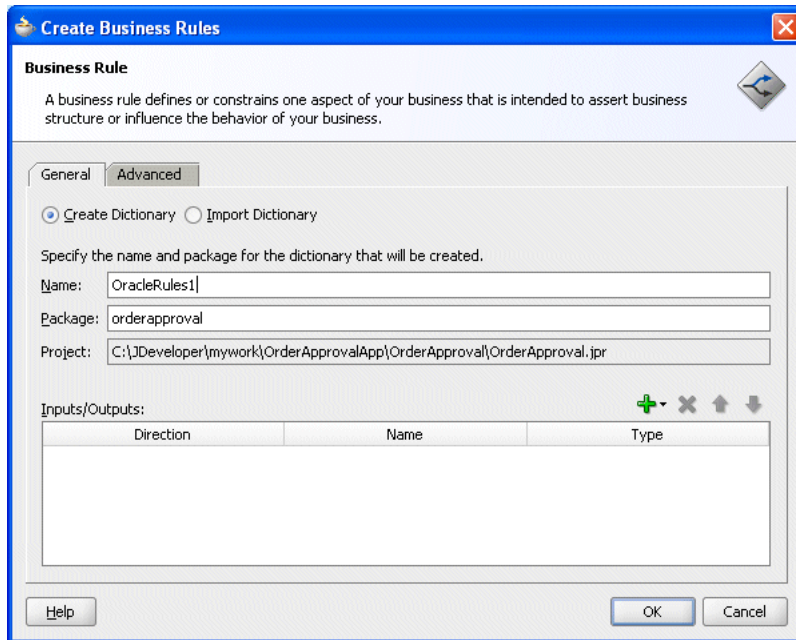 Create Business Rules
Business Rule
A business rule defines or constrains one aspect of your business that is intended to assert business
structure or influence the behavior of your business.
General Advanced
Create Dictionary Import Dictionary
Specify the name and package for the dictionary that will be created.
Name: OracleRules1
Package: orderapproval
Project: C:\JDeveloper\mywork\OrderApprovalApp\OrderApproval\OrderApproval.jpr
Inputs/Outputs:
Direction Name Type
Help OK Cancel